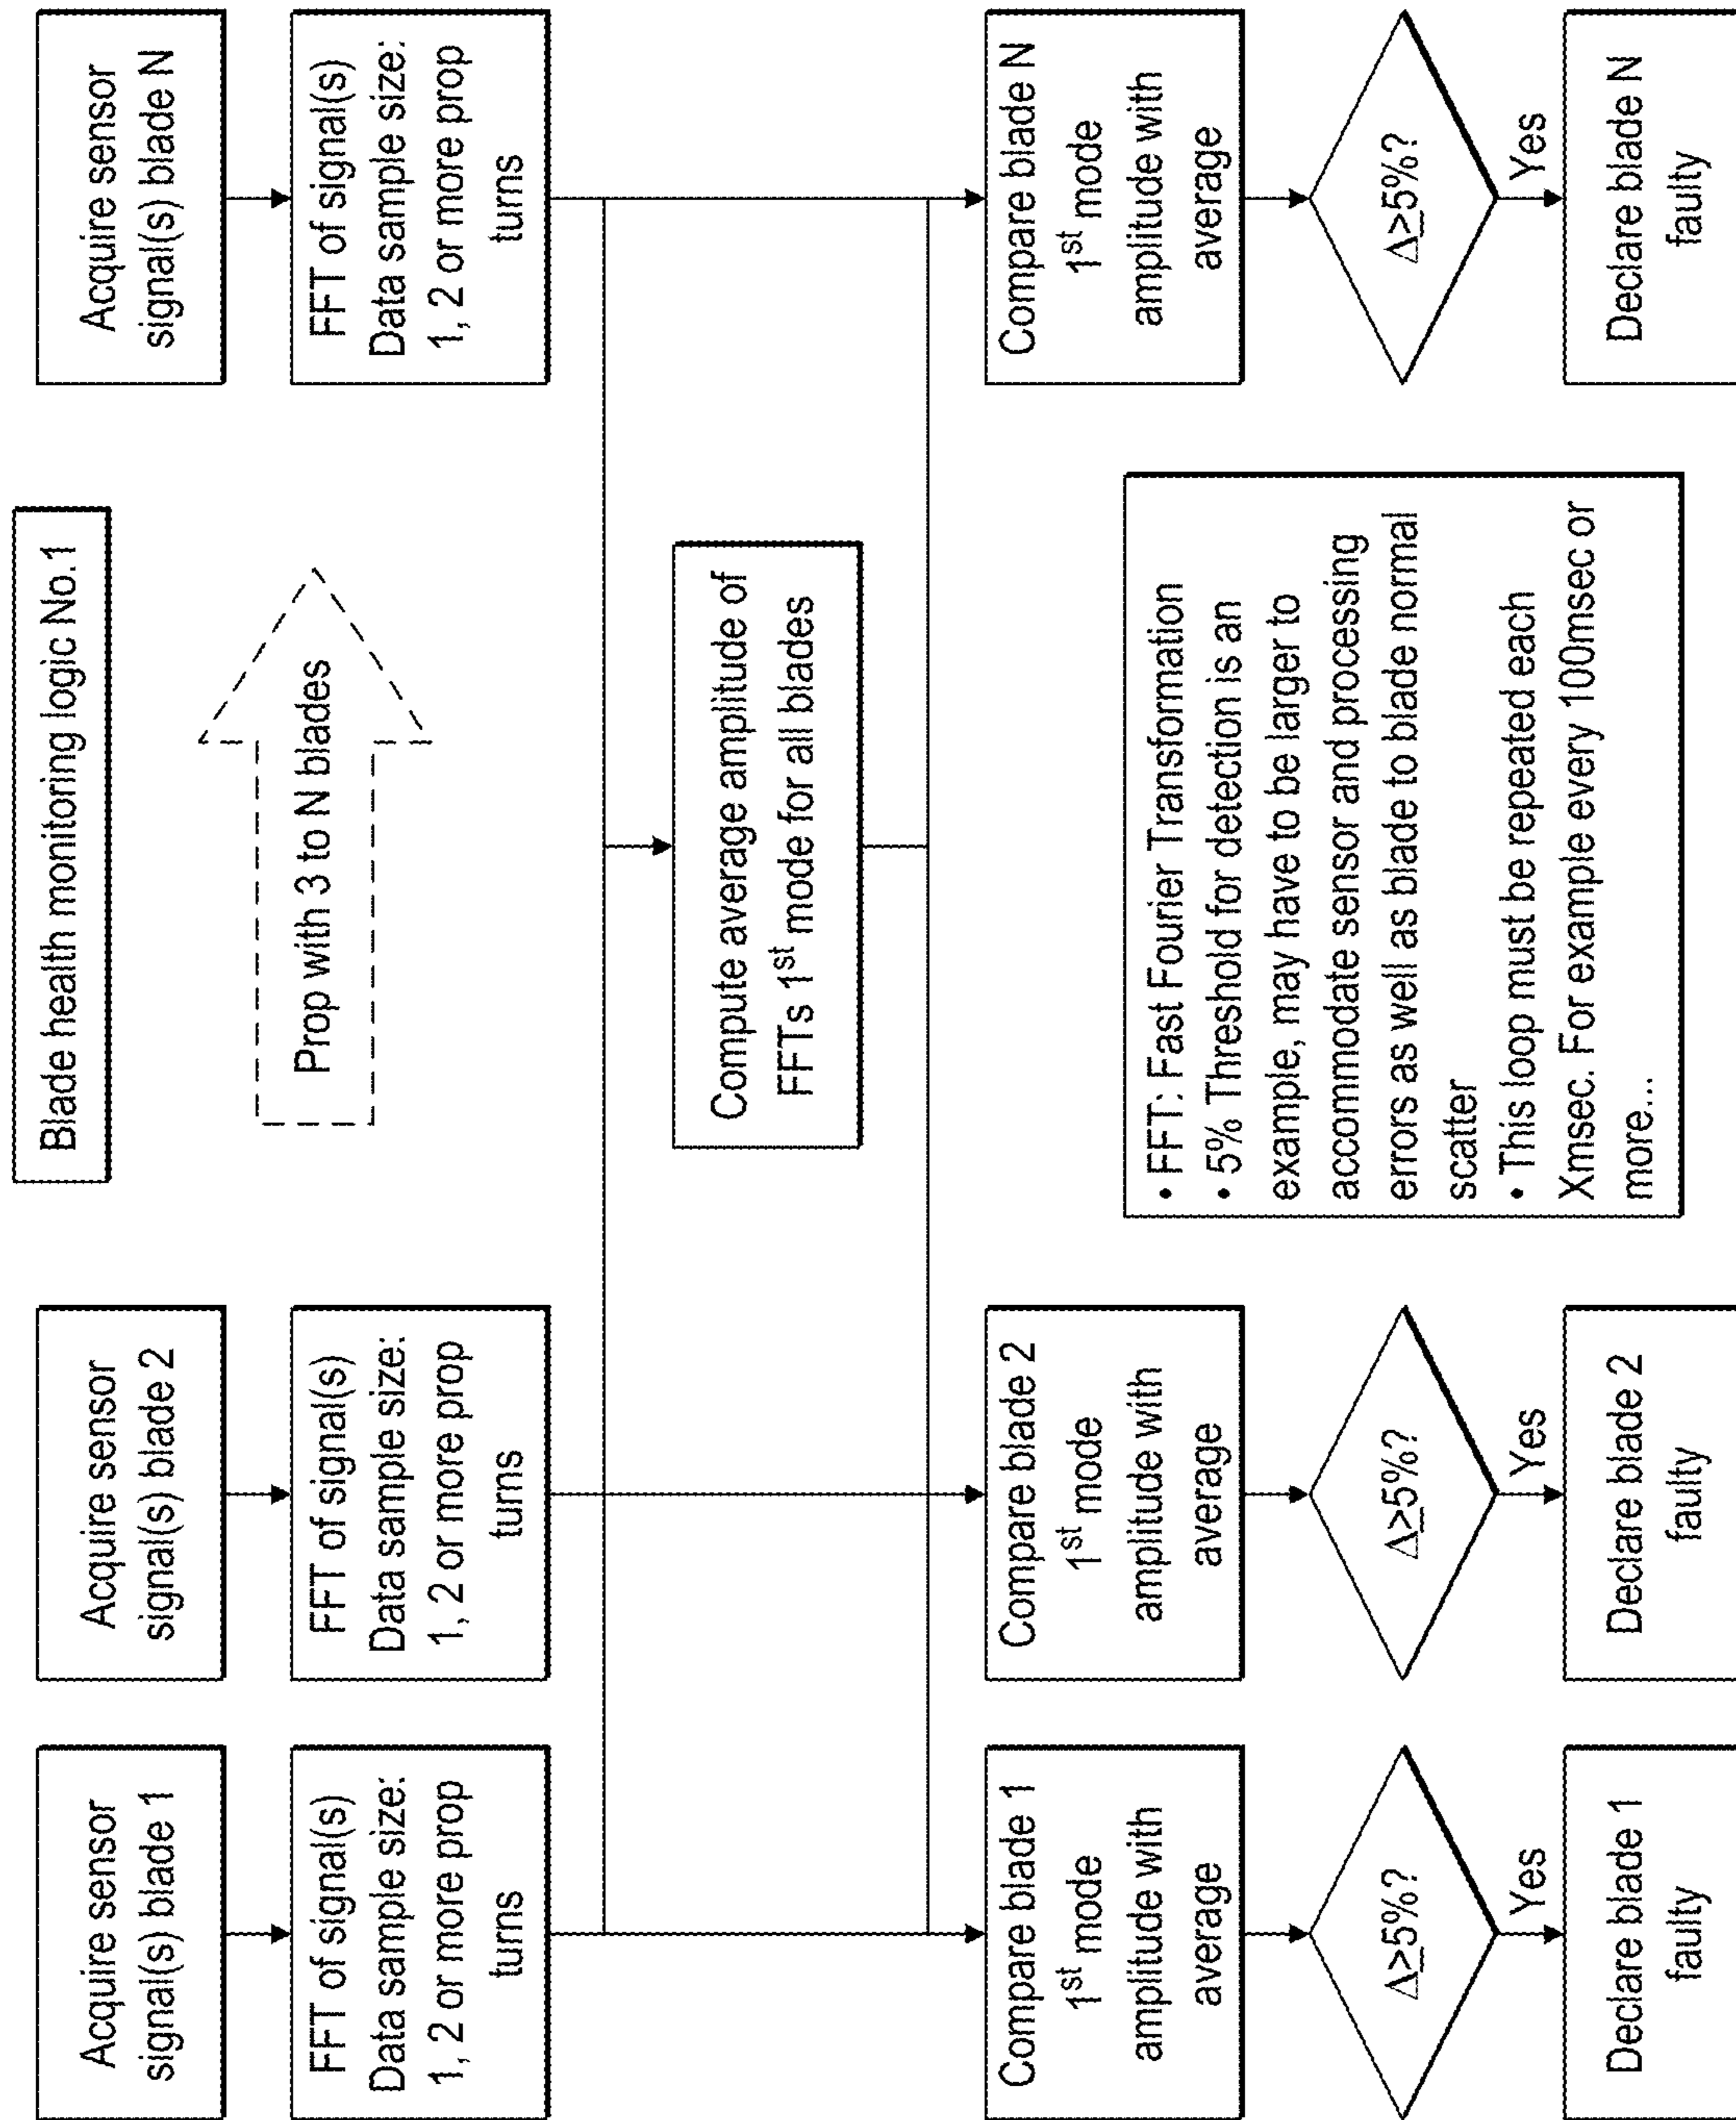 Blade health monitoring logic No.1
Prop with 3 to N blades
Acquire sensor
signal(s) blade 1
Acquire sensor
signal(s) blade 2
Acquire sensor
signal(s) blade N
FFT of signal(s)
Data sample size:
1, 2 or more prop
turns
FFT of signal(s)
Data sample size:
1, 2 or more prop
turns
FFT of signal(s)
Data sample size:
1, 2 or more prop
turns
Compute average amplitude of
FFTs 1st mode for all blades
Compare blade 1
1st mode
amplitude with
average
Compare blade 2
1st mode
amplitude with
average
Compare blade N
1st mode
amplitude with
average
Δ≥5%?
Δ≥5%?
Δ≥5%?
Yes
Yes
Yes
Declare blade 1
faulty
Declare blade 2
faulty
Declare blade N
faulty
• FFT: Fast Fourier Transformation
• 5% Threshold for detection is an
example, may have to be larger to
accommodate sensor and processing
errors as well as blade to blade normal
scatter
• This loop must be repeated each
Xmsec. For example every 100msec or
more...